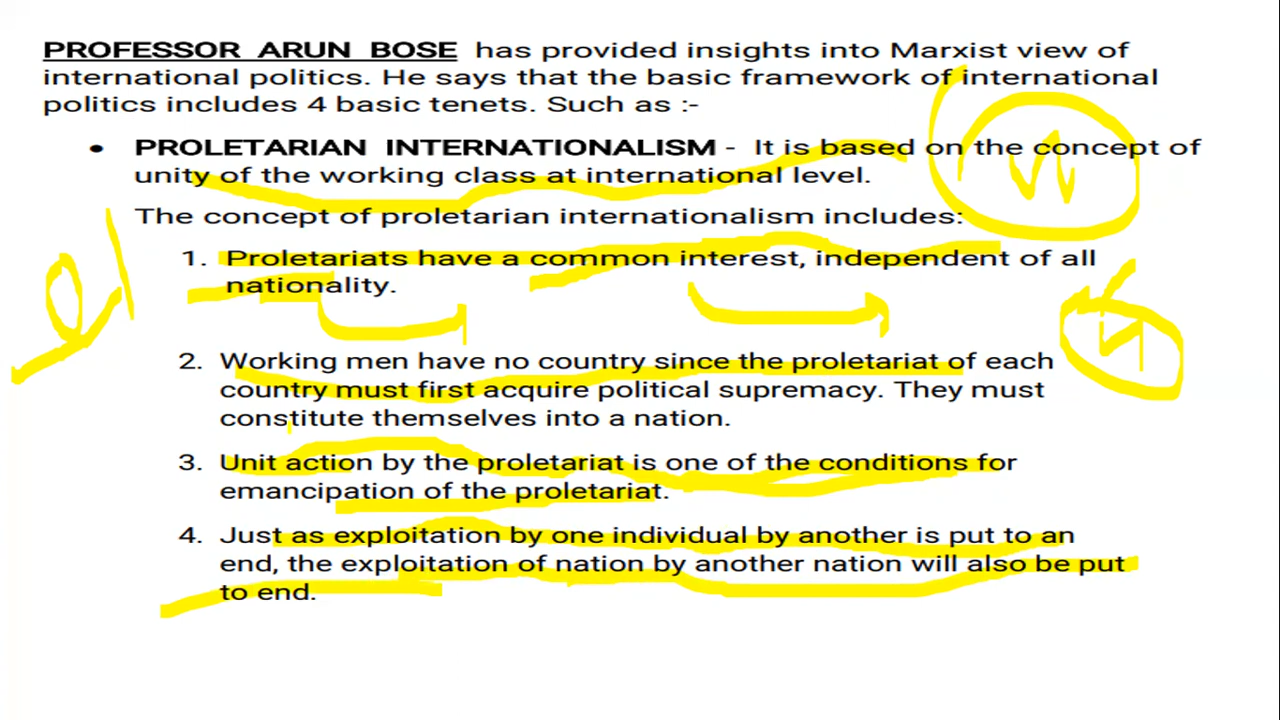 PROFESSOR ARUN BOSE has provided insights into Marxist view of
international politics. He says that the basic framework of international
politics includes 4 basic tenets. Such as :-
• PROLETARIAN INTERNATIONALISM - It is based on the concept of
unity of the working class at international level.
The concept of proletarian internationalism includes:
1. Proletariats have a common interest, independent of all
nationality.
2. Working men have no country since the proletariat of each
country must first acquire political supremacy. They must
constitute themselves into a nation.
3. Unit action by the proletariat is one of the conditions for
emancipation of the proletariat.
4. Just as exploitation by one individual by another is put to an
end, the exploitation of nation by another nation will also be put
to end.